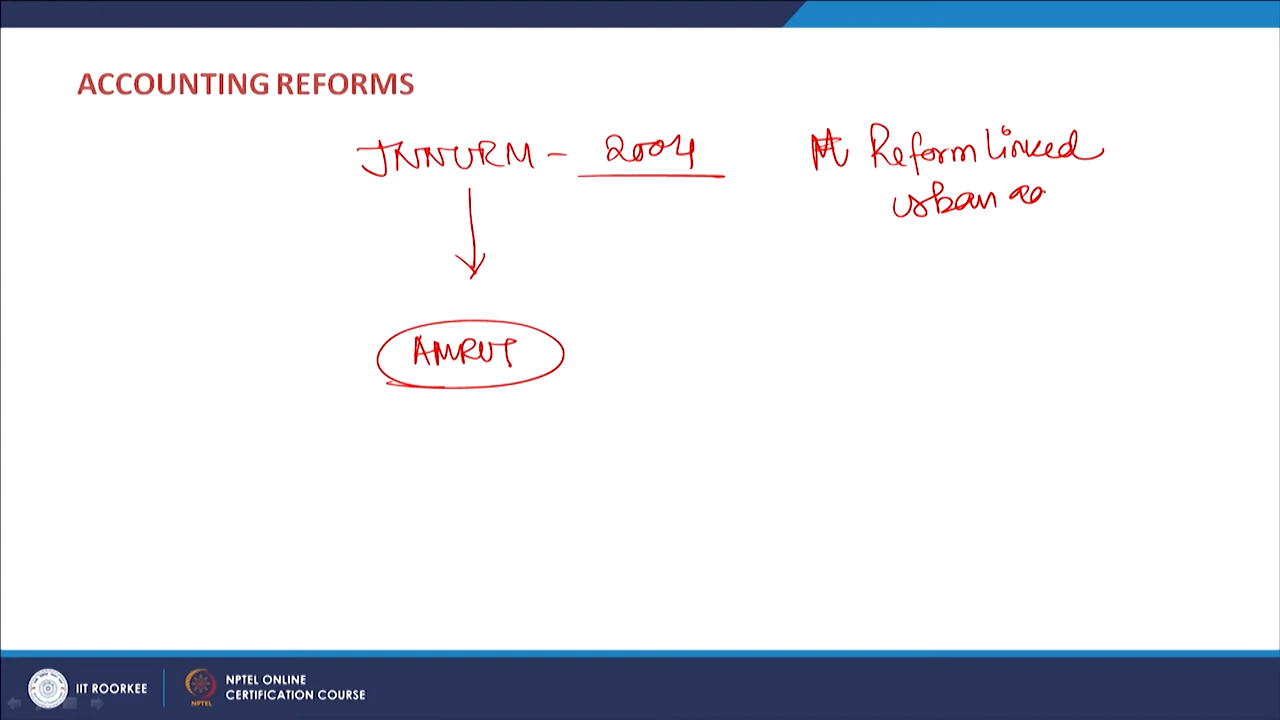 ACCOUNTING REFORMS
JNNURM - 2004
Reform linked
urban
AMRUT
IIT ROORKEE
NPTEL ONLINE
CERTIFICATION COURSE
NPTEL